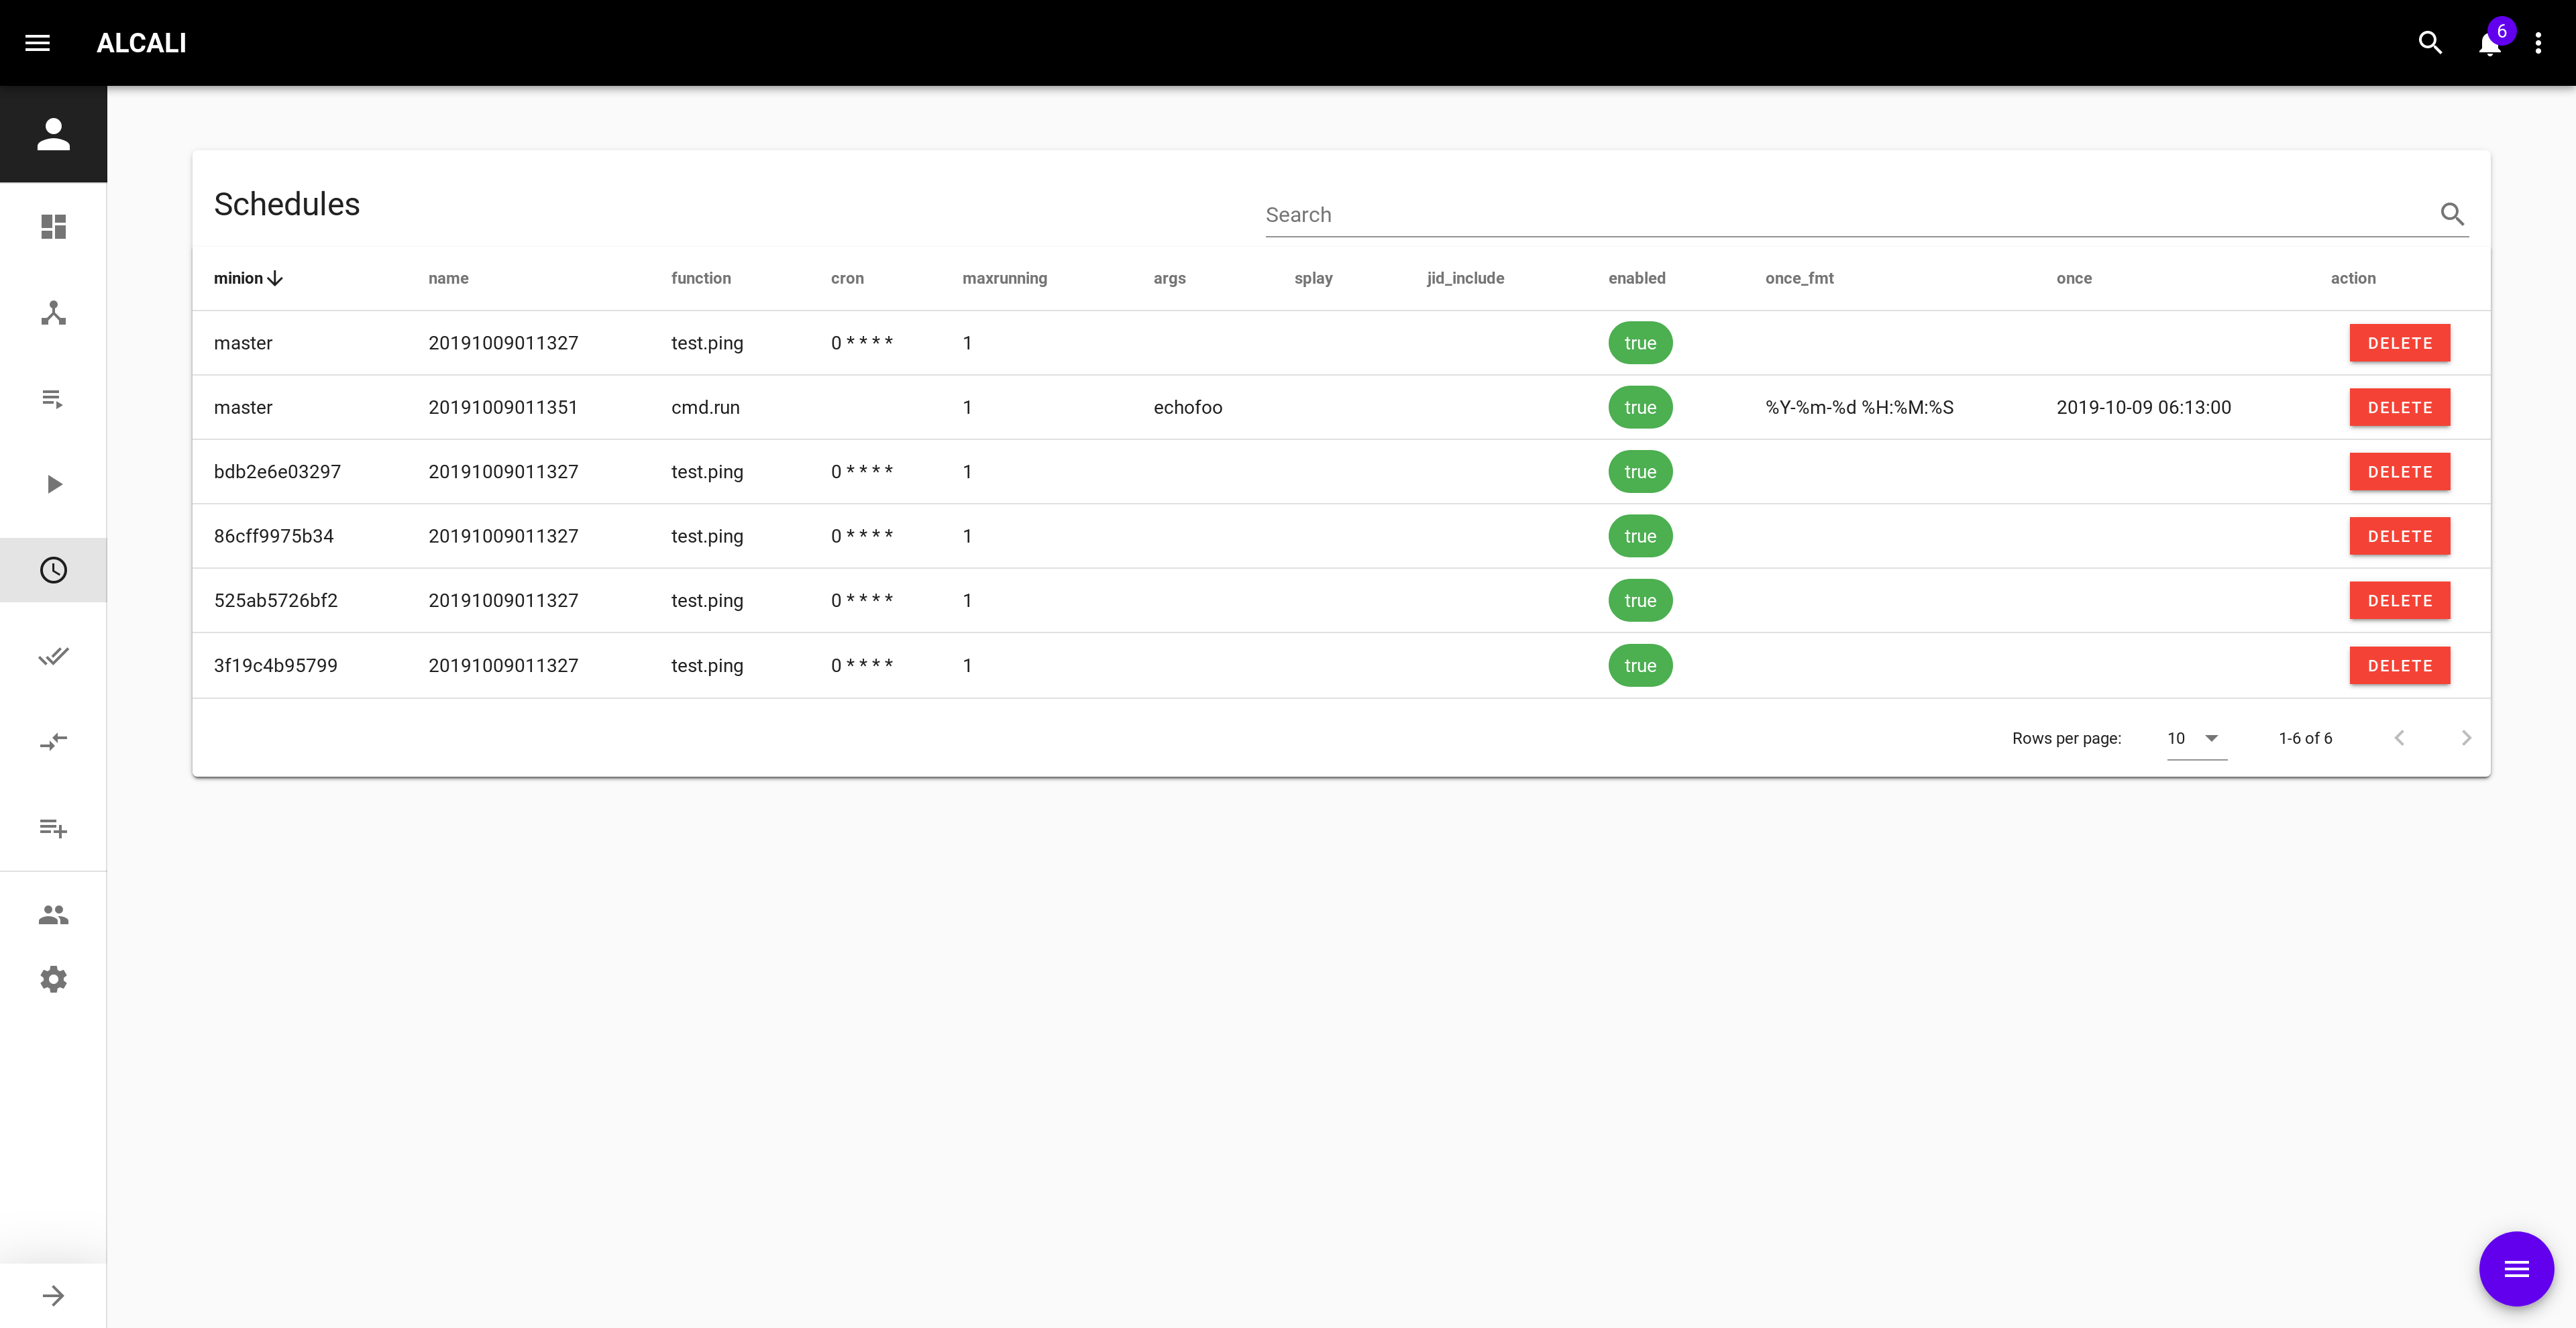 ALCALI
6
Schedules
Search
minion name function cron maxrunning args splay jid_include enabled once_fmt once action
master 20191009011327 test.ping 0 * * * * 1 true DELETE
master 20191009011351 cmd.run 1 echofoo true %Y-%m-%d %H:%M:%S 2019-10-09 06:13:00 DELETE
bdb2e6e03297 20191009011327 test.ping 0 * * * * 1 true DELETE
86cff9975b34 20191009011327 test.ping 0 * * * * 1 true DELETE
525ab5726bf2 20191009011327 test.ping 0 * * * * 1 true DELETE
3f19c4b95799 20191009011327 test.ping 0 * * * * 1 true DELETE
Rows per page: 10 1-6 of 6